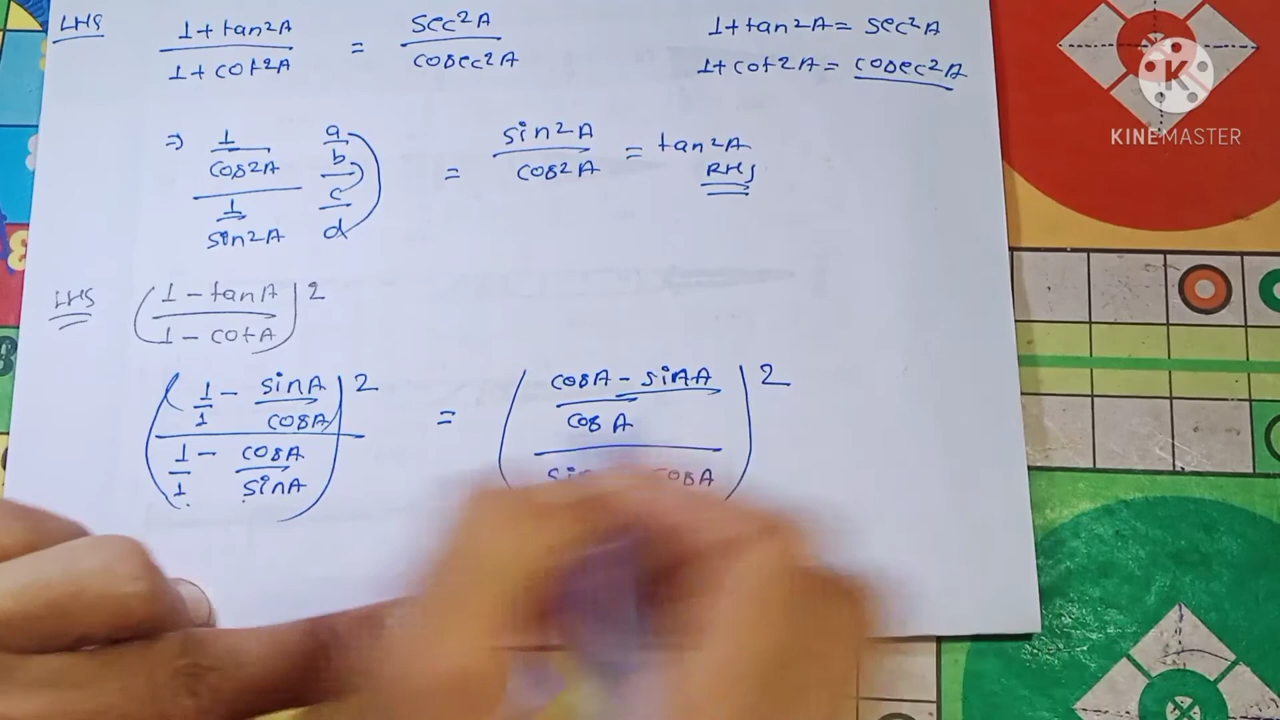 LHS 1+tan2A / 1+cot2A = sec2A / cosec2A
1+tan2A = sec2A
1+cot2A = cosec2A
⇒ 1/cos2A / 1/sin2A a/b / c/d = sin2A / cos2A = tan2A
RHS
LHS (1-tanA / 1-cotA)2
(1/1 - sinA/cosA / 1/1 - cosA/sinA)2 = (cosA-sinA / cosA / cosA)2
KINEMASTER